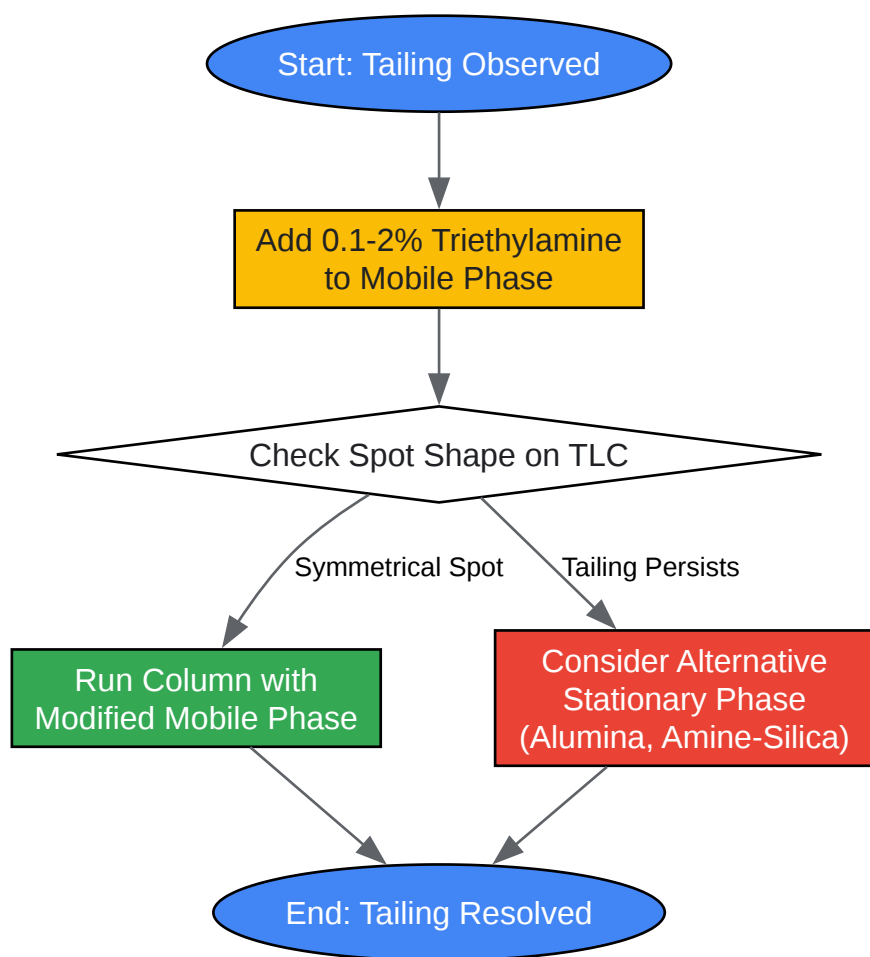 Start: Tailing Observed
Add 0.1-2% Triethylamine
to Mobile Phase
Check Spot Shape on TLC
Symmetrical Spot
Tailing Persists
Run Column with
Modified Mobile Phase
Consider Alternative
Stationary Phase
(Alumina, Amine-Silica)
End: Tailing Resolved